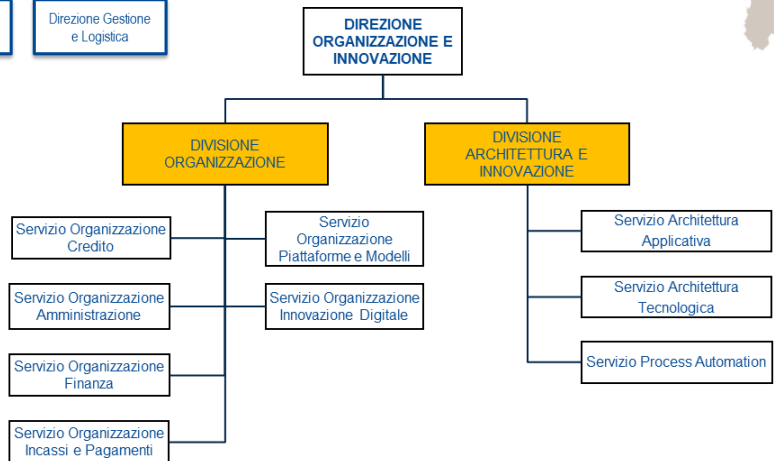 Direzione Gestione
e Logistica
DIREZIONE
ORGANIZZAZIONE E
INNOVAZIONE
DIVISIONE
ORGANIZZAZIONE
DIVISIONE
ARCHITETTURA E
INNOVAZIONE
Servizio Organizzazione
Credito
Servizio
Organizzazione
Piattaforme e Modelli
Servizio Organizzazione
Amministrazione
Servizio Organizzazione
Innovazione Digitale
Servizio Organizzazione
Finanza
Servizio Organizzazione
Incassi e Pagamenti
Servizio Architettura
Applicativa
Servizio Architettura
Tecnologica
Servizio Process Automation